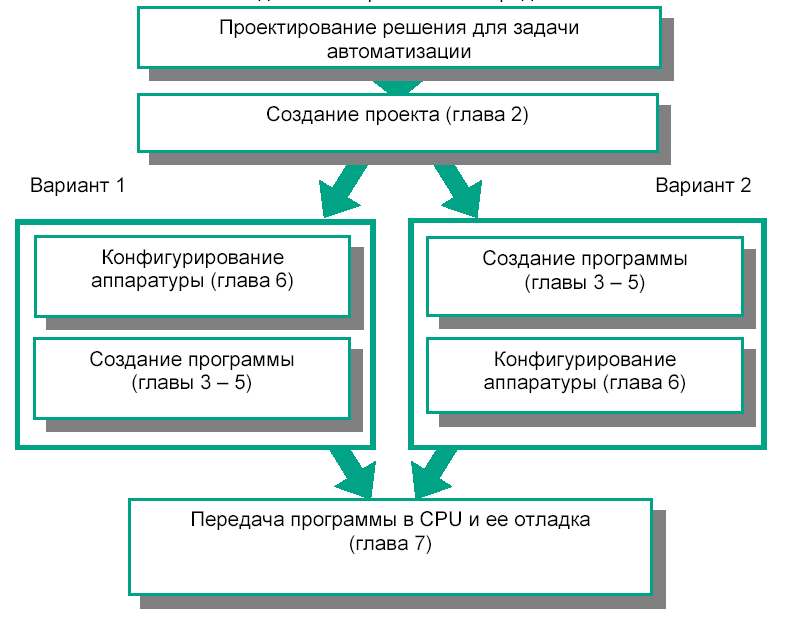 Проектирование решения для задачи
автоматизации
Создание проекта (глава 2)
Вариант 1
Вариант 2
Конфигурирование
аппаратуры (глава 6)
Создание программы
(главы 3 – 5)
Создание программы
(главы 3 – 5)
Конфигурирование
аппаратуры (глава 6)
Передача программы в CPU и ее отладка
(глава 7)